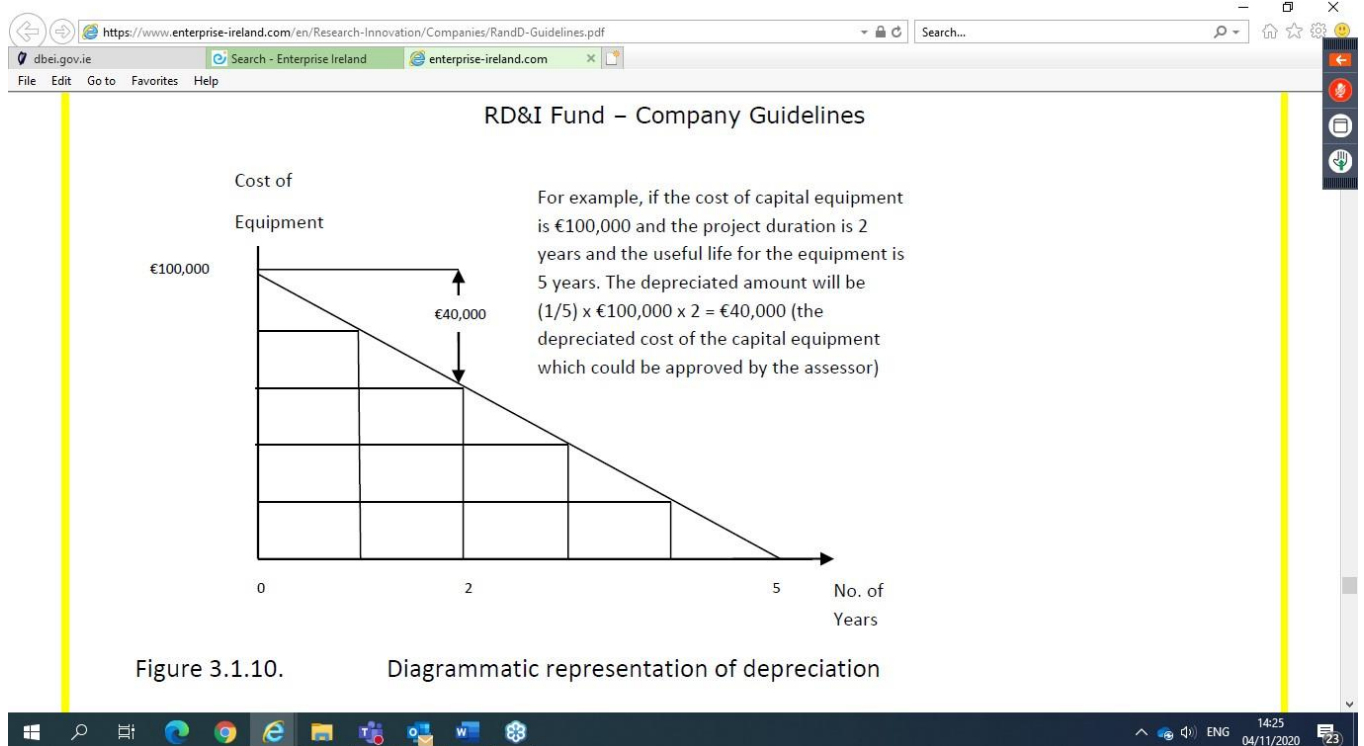 https://www.enterprise-ireland.com/en/Research-Innovation/Companies/RandD-Guidelines.pdf
Search...
dbei.gov.ie
Search - Enterprise Ireland
enterprise-ireland.com
File Edit Go to Favorites Help
RD&I Fund – Company Guidelines
Cost of
Equipment
€100,000
€40,000
For example, if the cost of capital equipment
is €100,000 and the project duration is 2
years and the useful life for the equipment is
5 years. The depreciated amount will be
(1/5) x €100,000 x 2 = €40,000 (the
depreciated cost of the capital equipment
which could be approved by the assessor)
0 2 5
No. of
Years
Figure 3.1.10. Diagrammatic representation of depreciation
ENG
14:25
04/11/2020
23